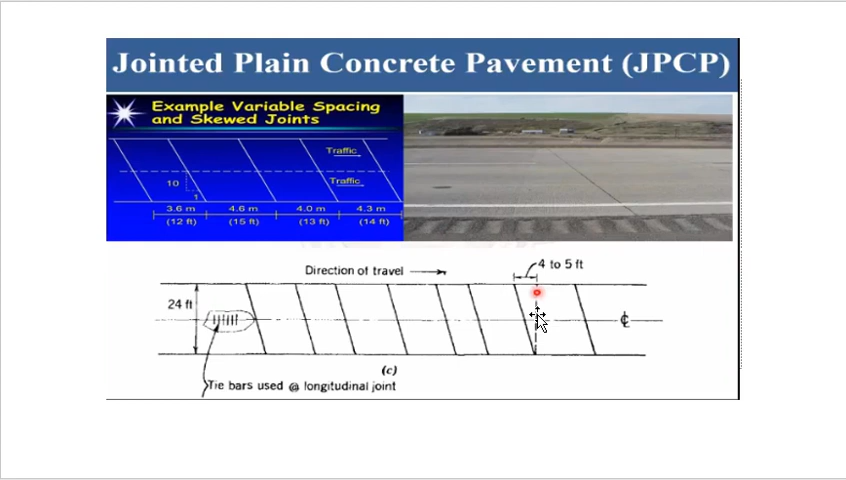 Jointed Plain Concrete Pavement (JPCP)
Example Variable Spacing
and Skewed Joints
Traffic
Traffic
10
1
3.6 m
4.6 m
4.0 m
4.3 m
(12 ft)
(15 ft)
(13 ft)
(14 ft)
4 to 5 ft
Direction of travel
24 ft
℄
(c)
Tie bars used @ longitudinal joint